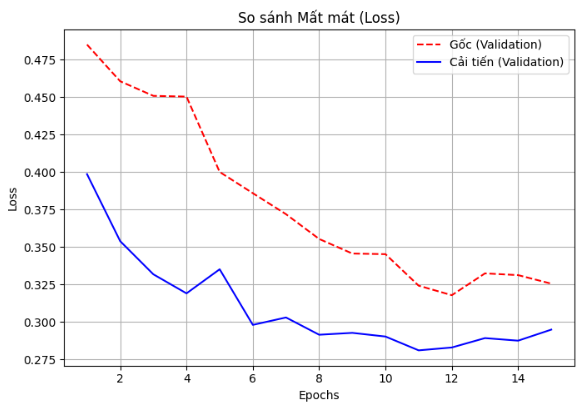 So sánh Mất mát (Loss)
Gốc (Validation)
Cải tiến (Validation)
Loss
0.475
0.450
0.425
0.400
0.375
0.350
0.325
0.300
0.275
2 4 6 8 10 12 14
Epochs